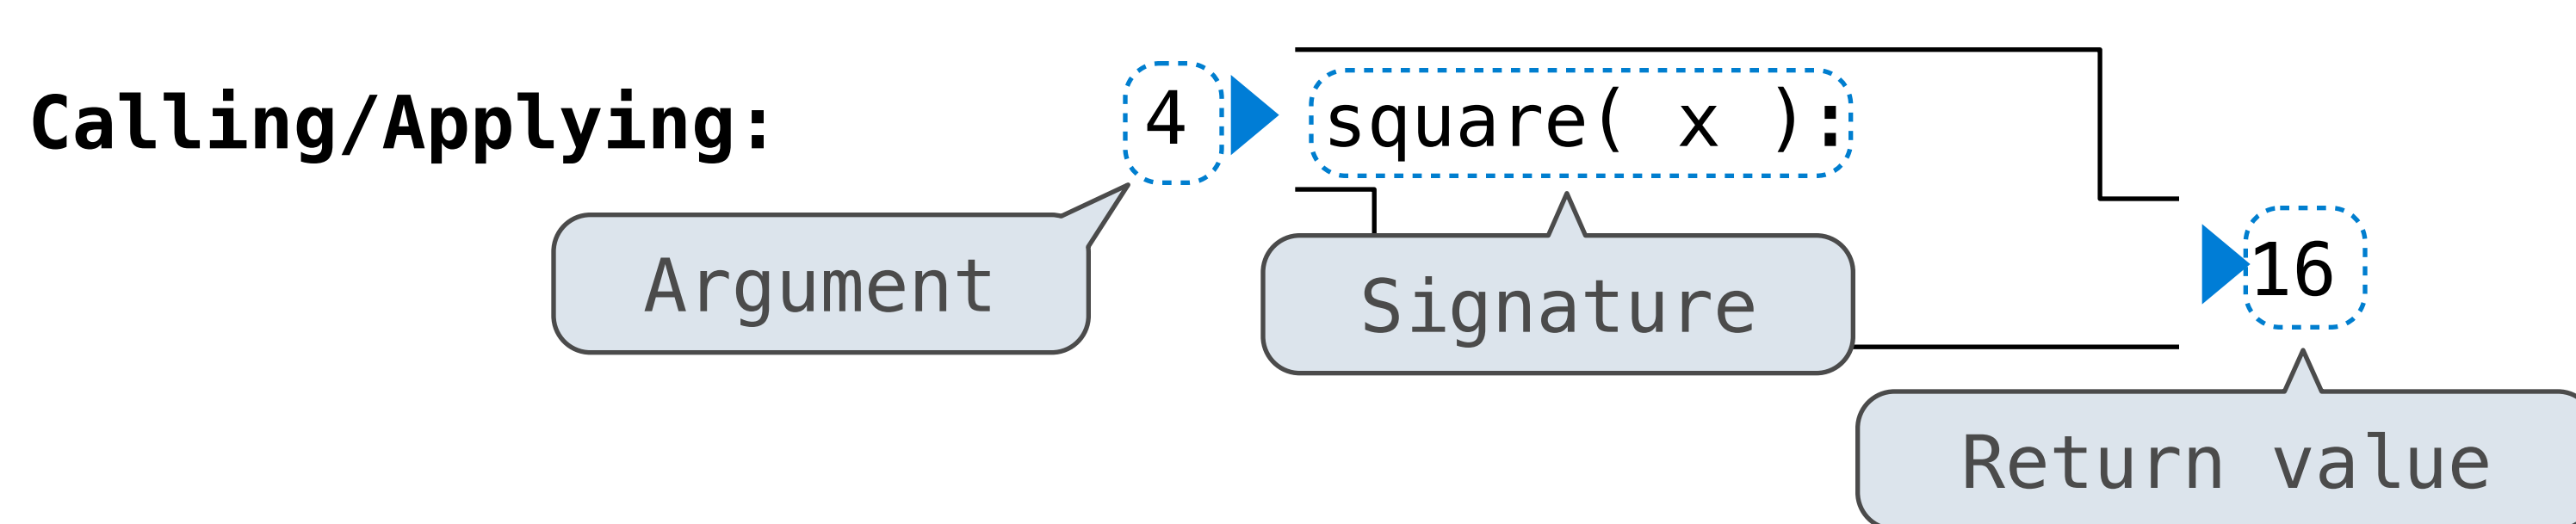 Calling/Applying: 4 square( x ):
16
Argument
Signature
Return value